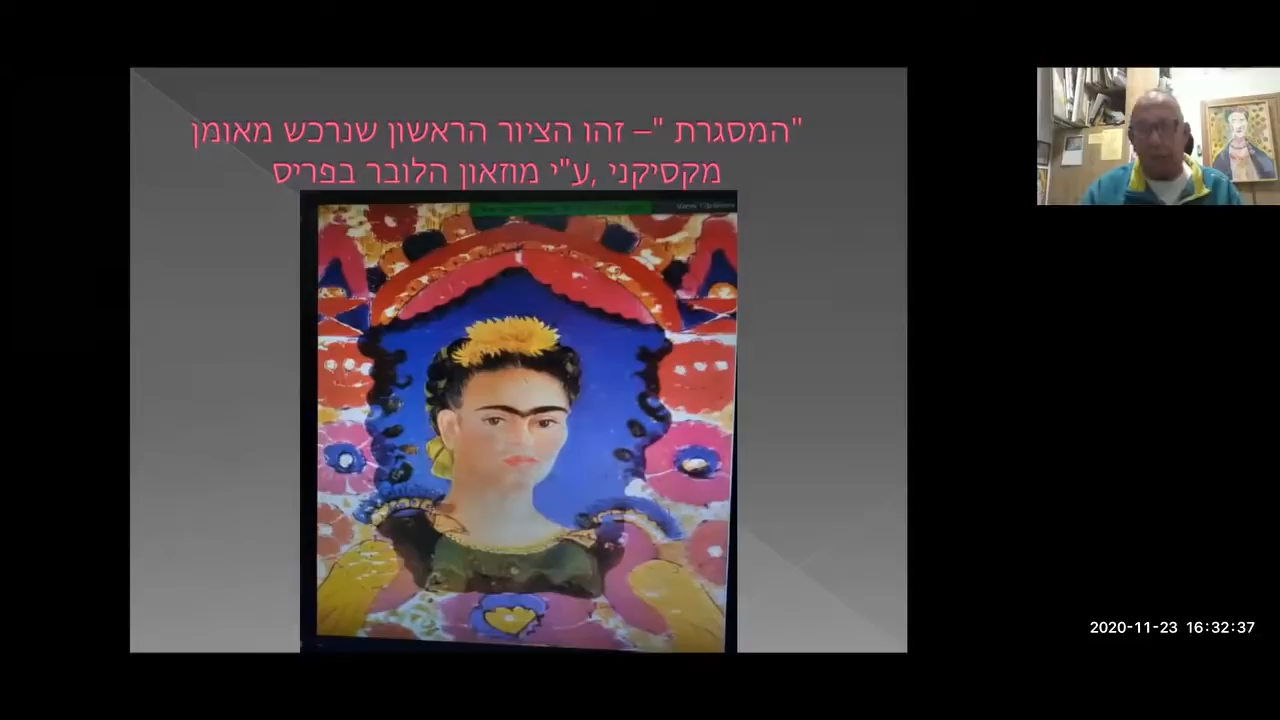 "המסגרת "– זהו הציור הראשון שנרכש מאומן
מקסיקני ,ע"י מוזאון הלובר בפריס
2020-11-23 16:32:37